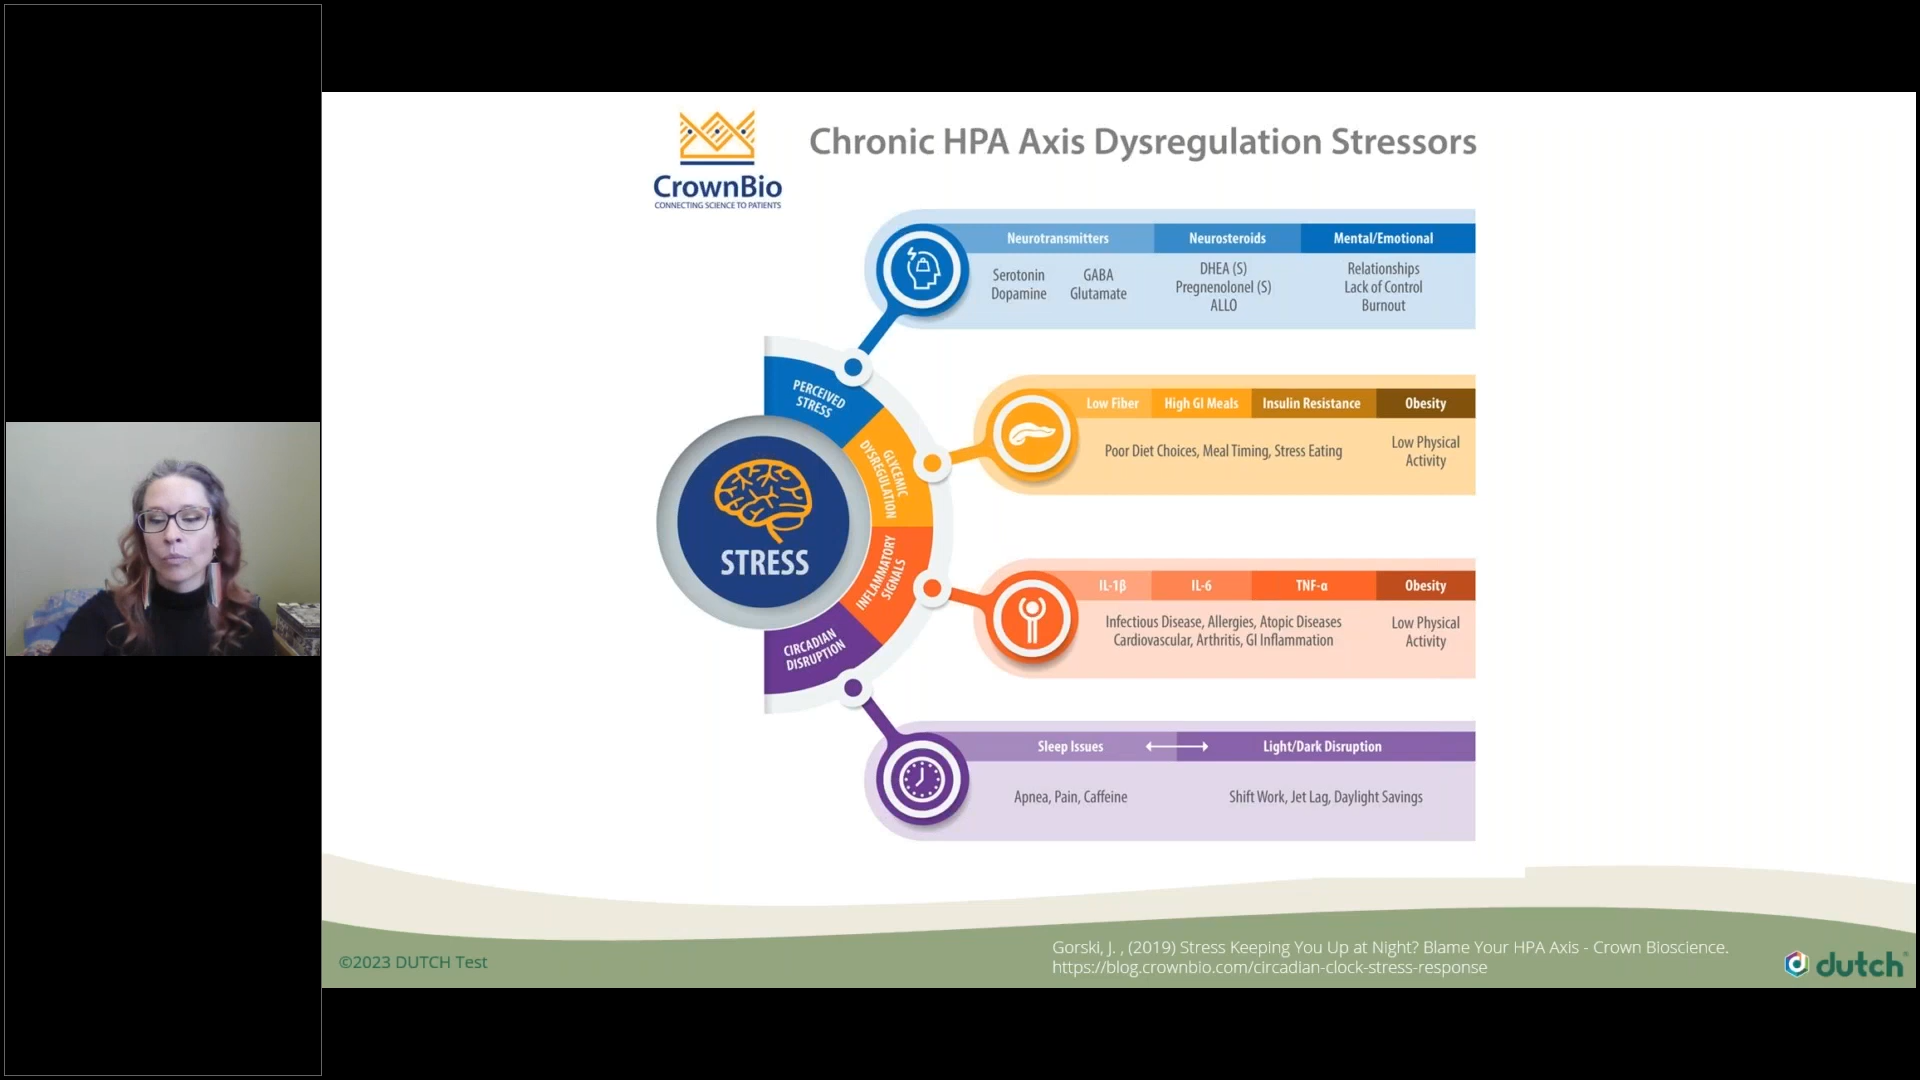 CrownBio
CONNECTING SCIENCE TO PATIENTS
Chronic HPA Axis Dysregulation Stressors
Neurotransmitters
Neurosteroids
Mental/Emotional
Serotonin
Dopamine
GABA
Glutamate
DHEA (S)
Pregnenolonel (S)
ALLO
Relationships
Lack of Control
Burnout
PERCEIVED
STRESS
GLYCEMIC
DYSREGULATION
INFLAMMATORY
SIGNALS
CIRCADIAN
DISRUPTION
STRESS
Low Fiber
High GI Meals
Insulin Resistance
Obesity
Poor Diet Choices, Meal Timing, Stress Eating
Low Physical
Activity
IL-1β
IL-6
TNF-α
Obesity
Infectious Disease, Allergies, Atopic Diseases
Cardiovascular, Arthritis, GI Inflammation
Low Physical
Activity
Sleep Issues
Light/Dark Disruption
Apnea, Pain, Caffeine
Shift Work, Jet Lag, Daylight Savings
©2023 DUTCH Test
Gorski, J. , (2019) Stress Keeping You Up at Night? Blame Your HPA Axis - Crown Bioscience.
https://blog.crownbio.com/circadian-clock-stress-response
dutch